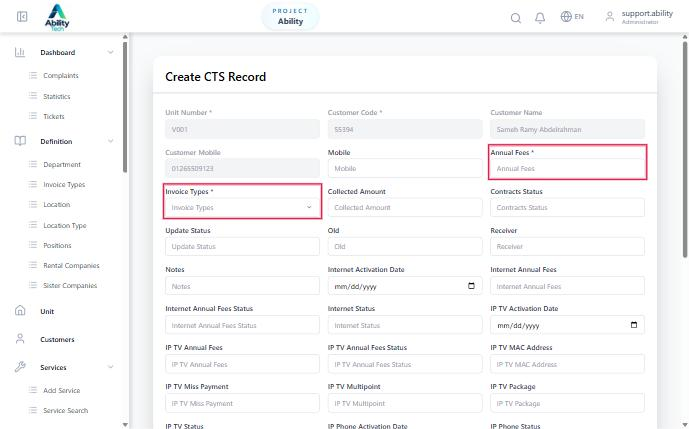 Ability
Tech
PROJECT
Ability
EN
support.ability
Administrator
Dashboard
Complaints
Statistics
Tickets
Definition
Department
Invoice Types
Location
Location Type
Positions
Rental Companies
Sister Companies
Unit
Customers
Services
Add Service
Service Search
Create CTS Record
Unit Number * Customer Code * Customer Name
V001 55394 Sameh Ramy Abdelrahman
Customer Mobile Mobile Annual Fees *
01265509123 Mobile Annual Fees
Invoice Types * Collected Amount Contracts Status
Invoice Types Collected Amount Contracts Status
Update Status Old Receiver
Update Status Old Receiver
Notes Internet Activation Date Internet Annual Fees
Notes mm/dd/yyyy Internet Annual Fees
Internet Annual Fees Status Internet Status IP TV Activation Date
Internet Annual Fees Status Internet Status mm/dd/yyyy
IP TV Annual Fees IP TV Annual Fees Status IP TV MAC Address
IP TV Annual Fees IP TV Annual Fees Status IP TV MAC Address
IP TV Miss Payment IP TV Multipoint IP TV Package
IP TV Miss Payment IP TV Multipoint IP TV Package
IP TV Status IP Phone Activation Date IP Phone Status